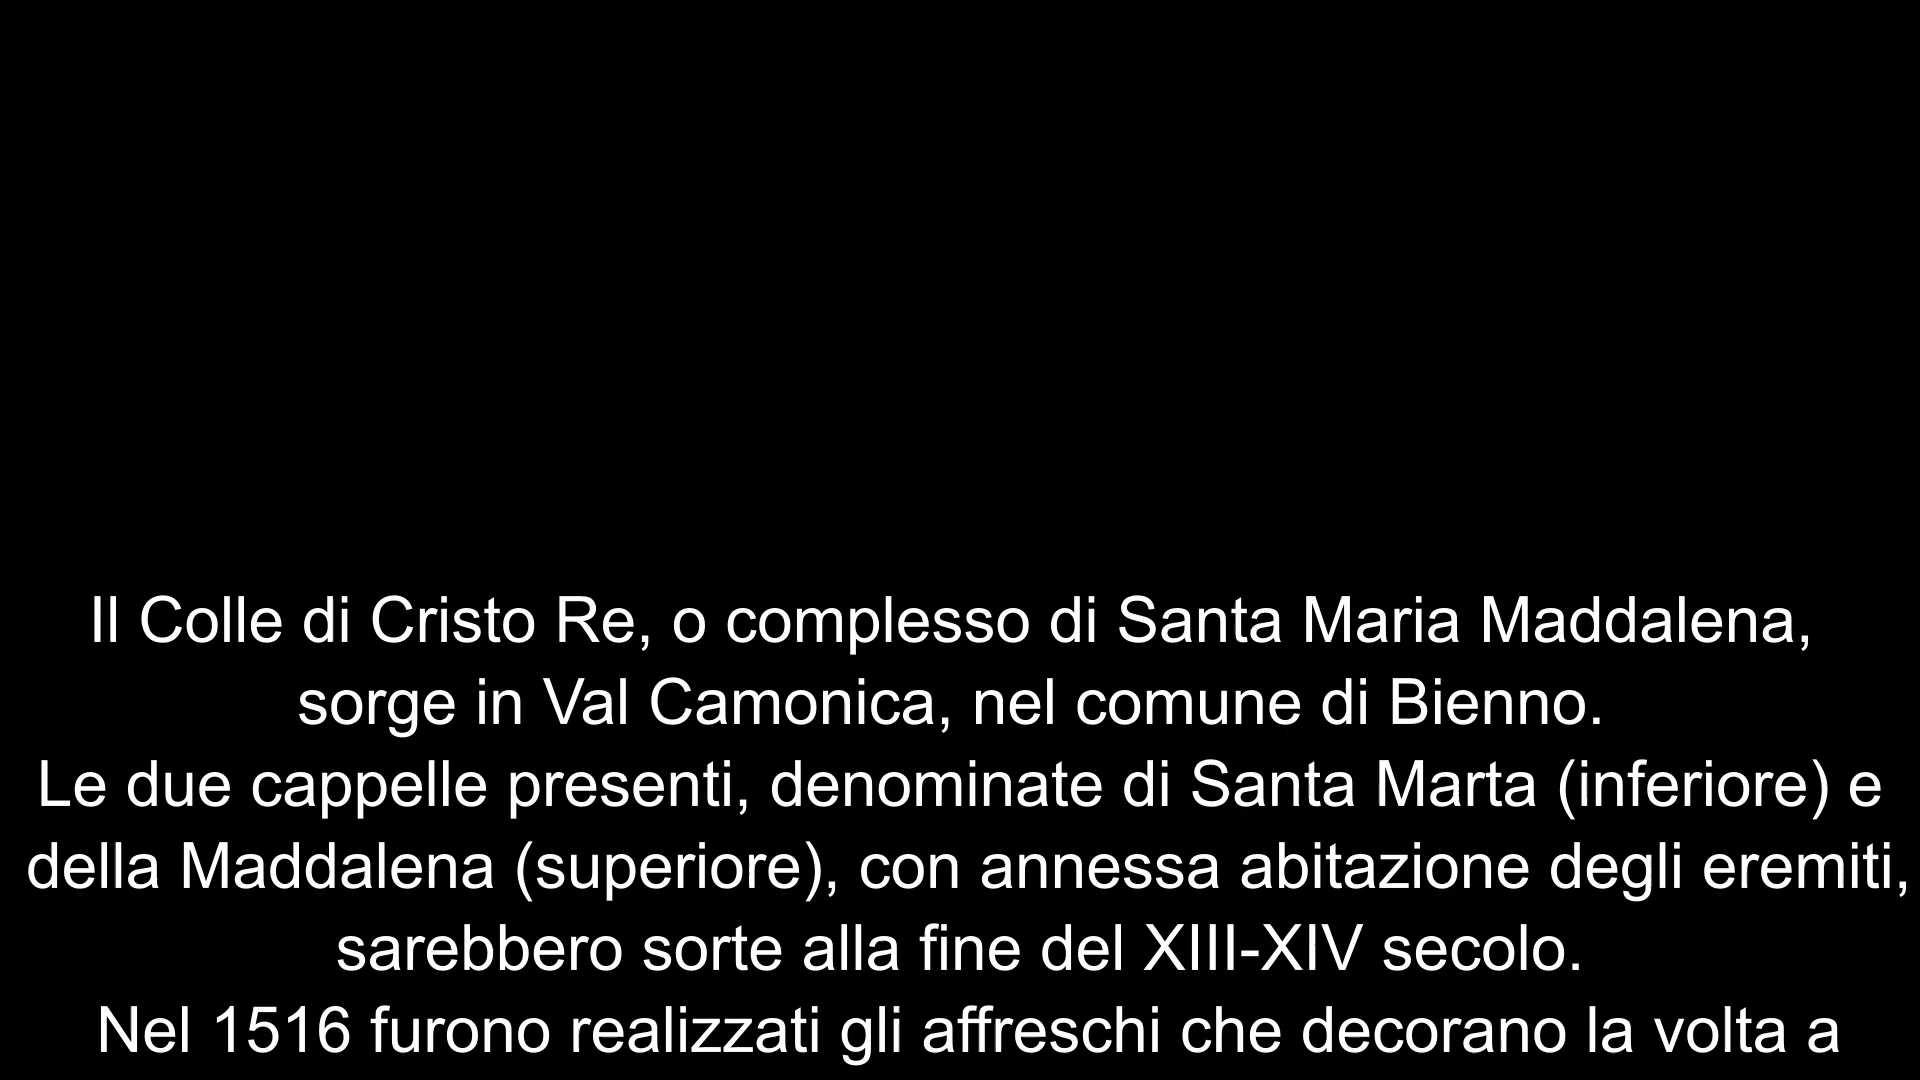 Il Colle di Cristo Re, o complesso di Santa Maria Maddalena,
sorge in Val Camonica, nel comune di Bienno.
Le due cappelle presenti, denominate di Santa Marta (inferiore) e
della Maddalena (superiore), con annessa abitazione degli eremiti,
sarebbero sorte alla fine del XIII-XIV secolo.
Nel 1516 furono realizzati gli affreschi che decorano la volta a